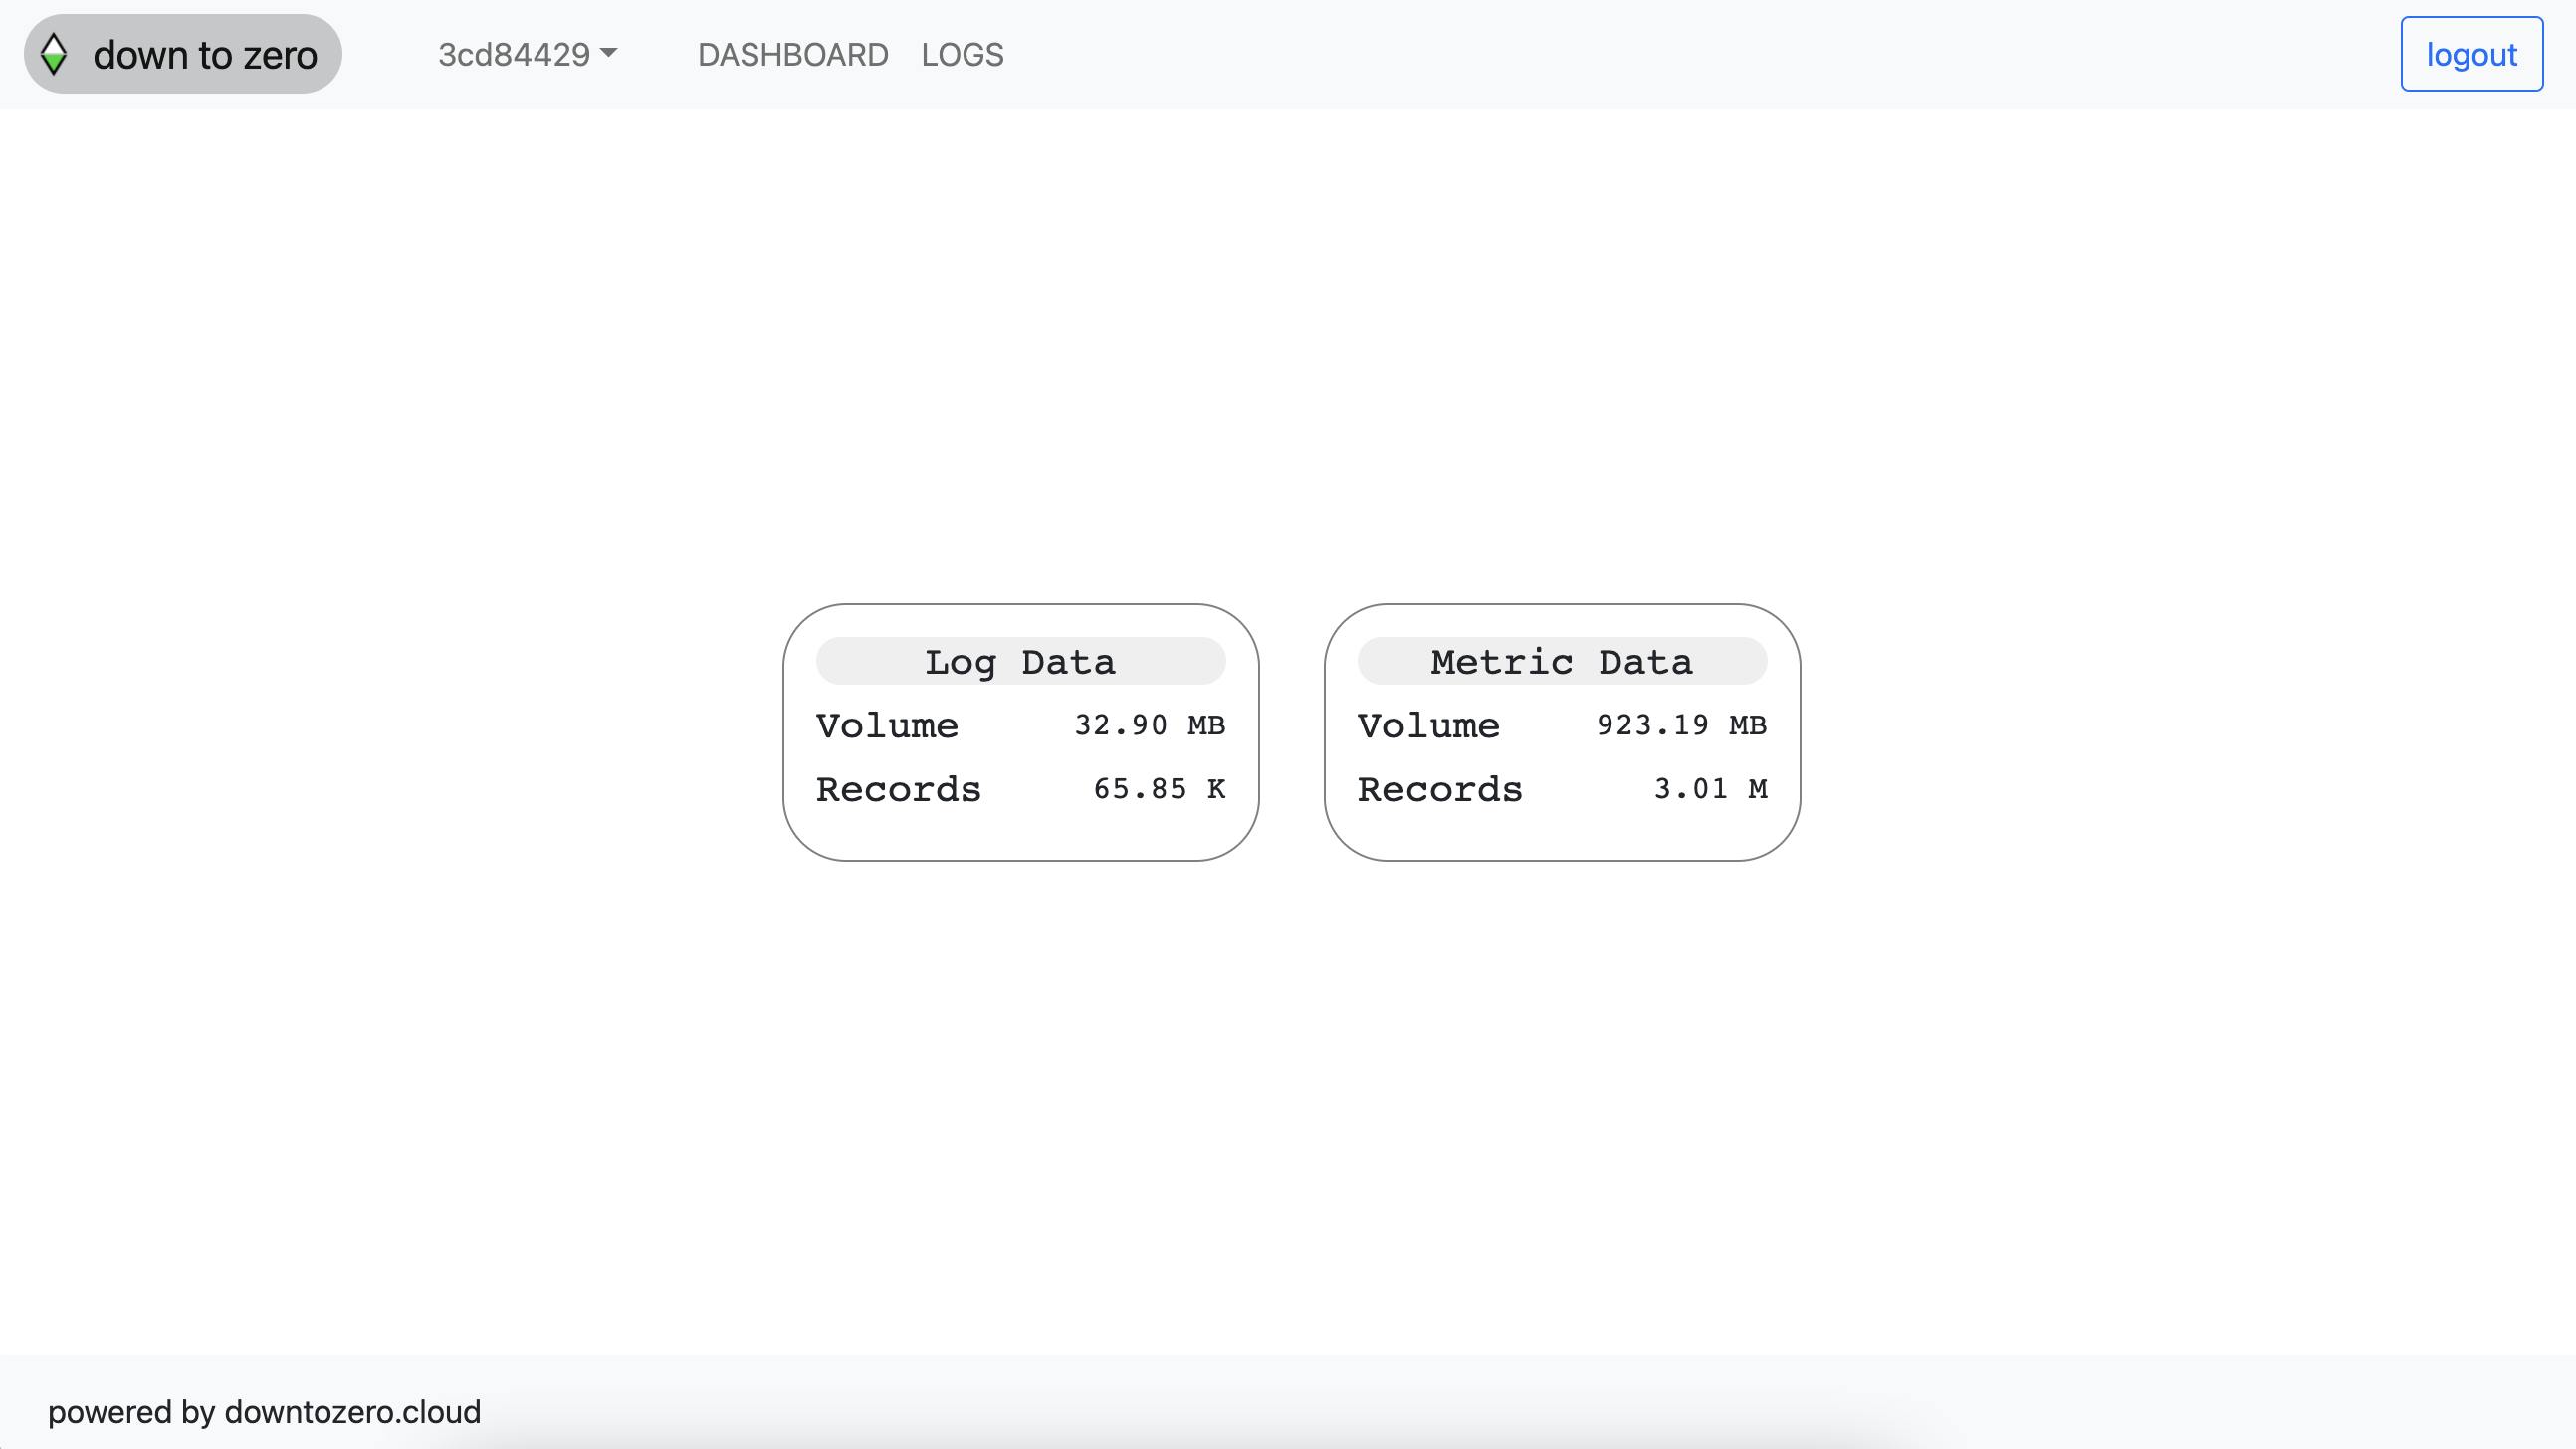 down to zero
3cd84429
DASHBOARD
LOGS
logout
Log Data
Volume 32.90 MB
Records 65.85 K
Metric Data
Volume 923.19 MB
Records 3.01 M
powered by downtozero.cloud